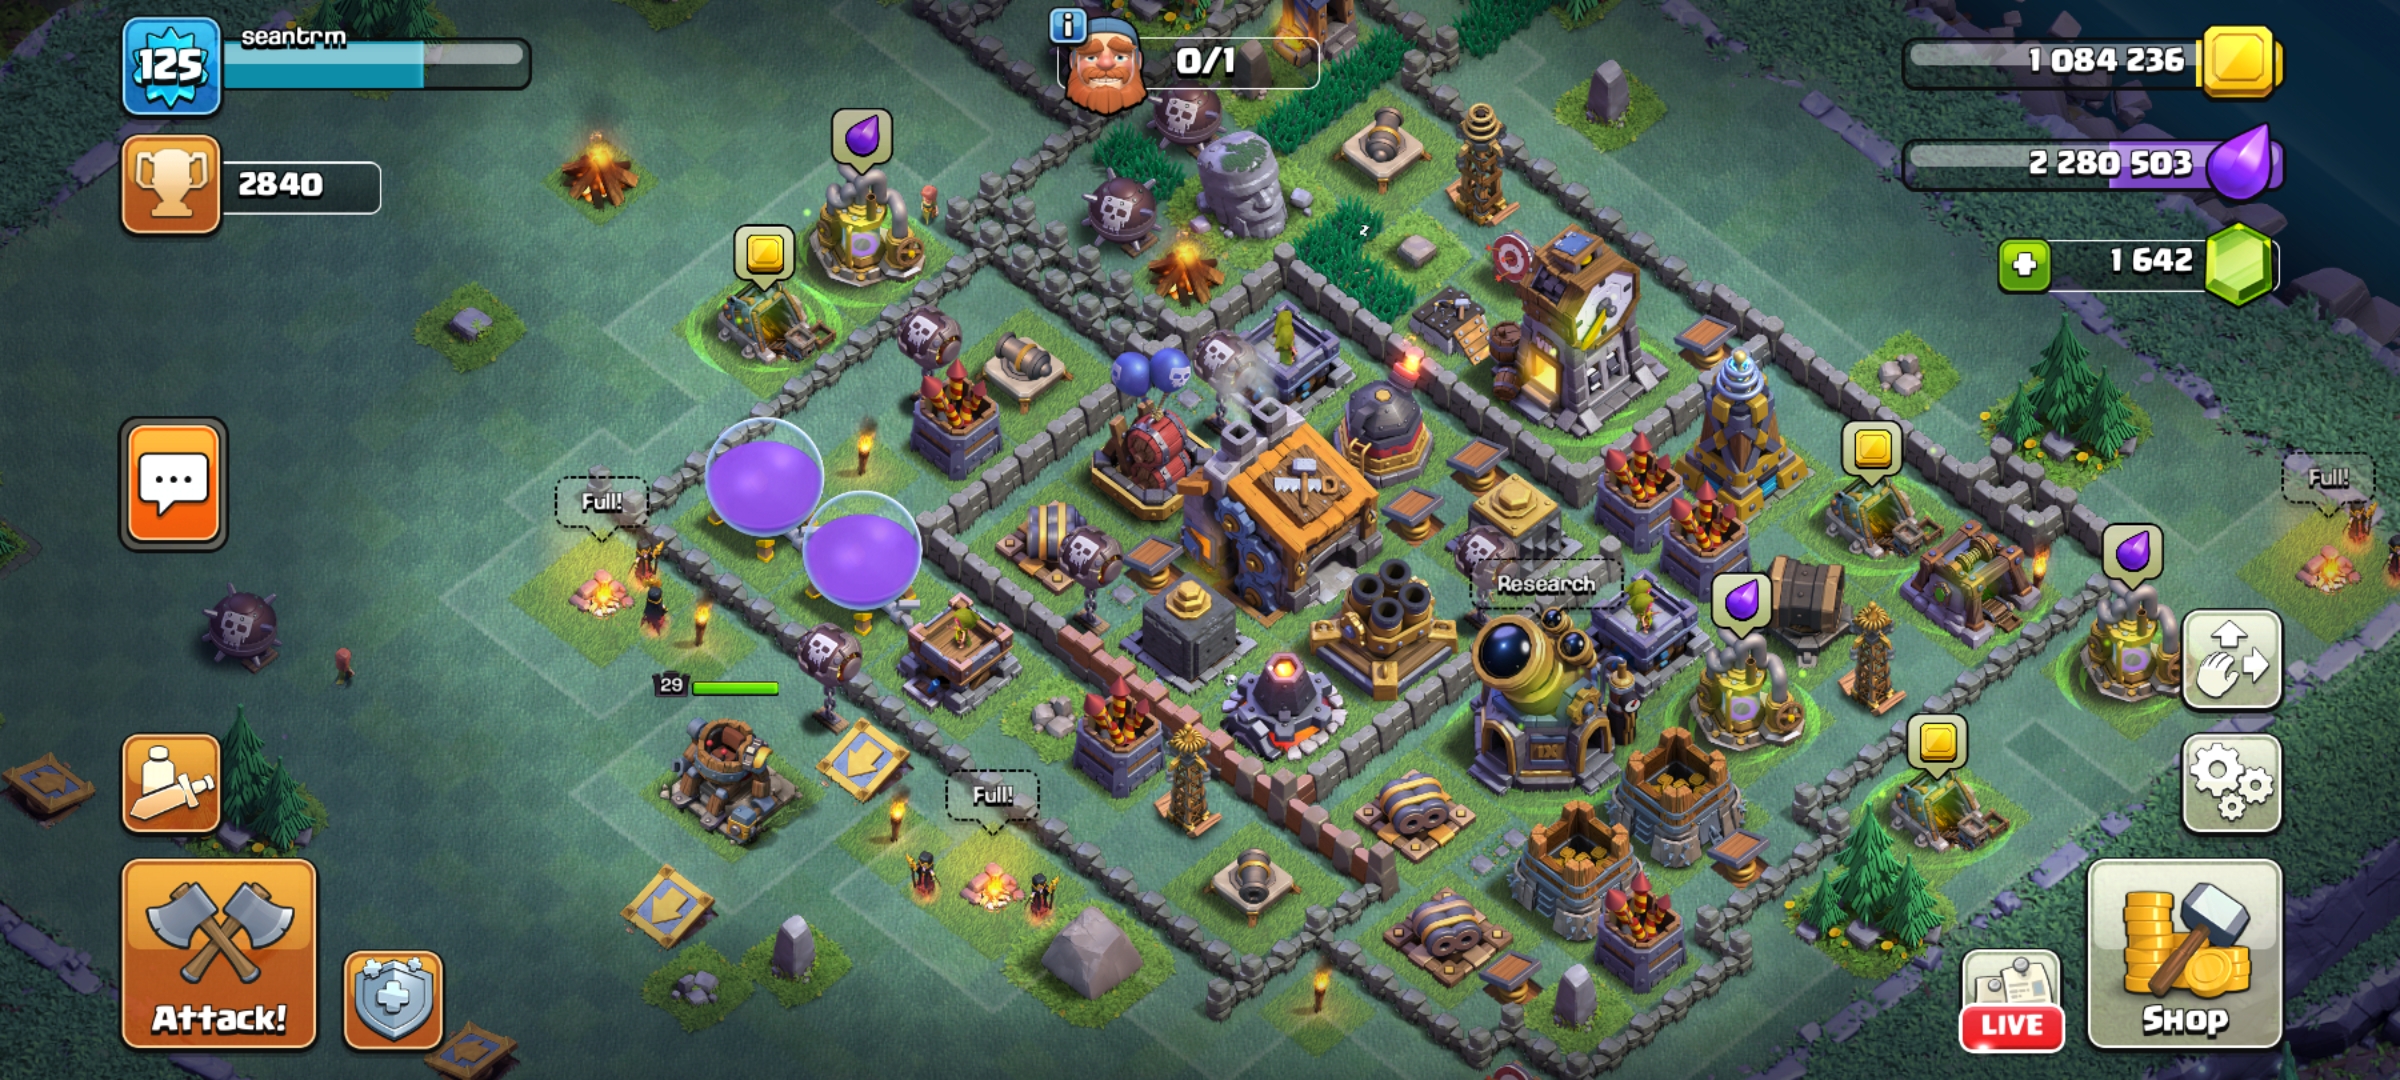 125
seantrm
i
0/1
1 084 236
2840
2 280 503
1 642
z
Full!
Full!
Research
29
Full!
IX
Attack!
LIVE
SHOP